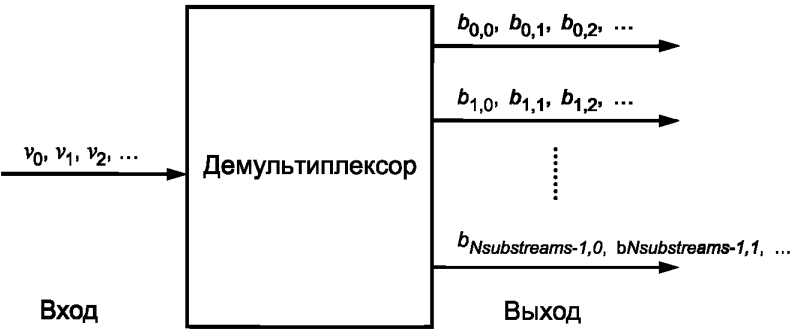 b0,0, b0,1, b0,2, ...
b1,0, b1,1, b1,2, ...
v0, v1, v2, ...
Демультиплексор
bNsubstreams-1,0, bNsubstreams-1,1, ...
Вход
Выход